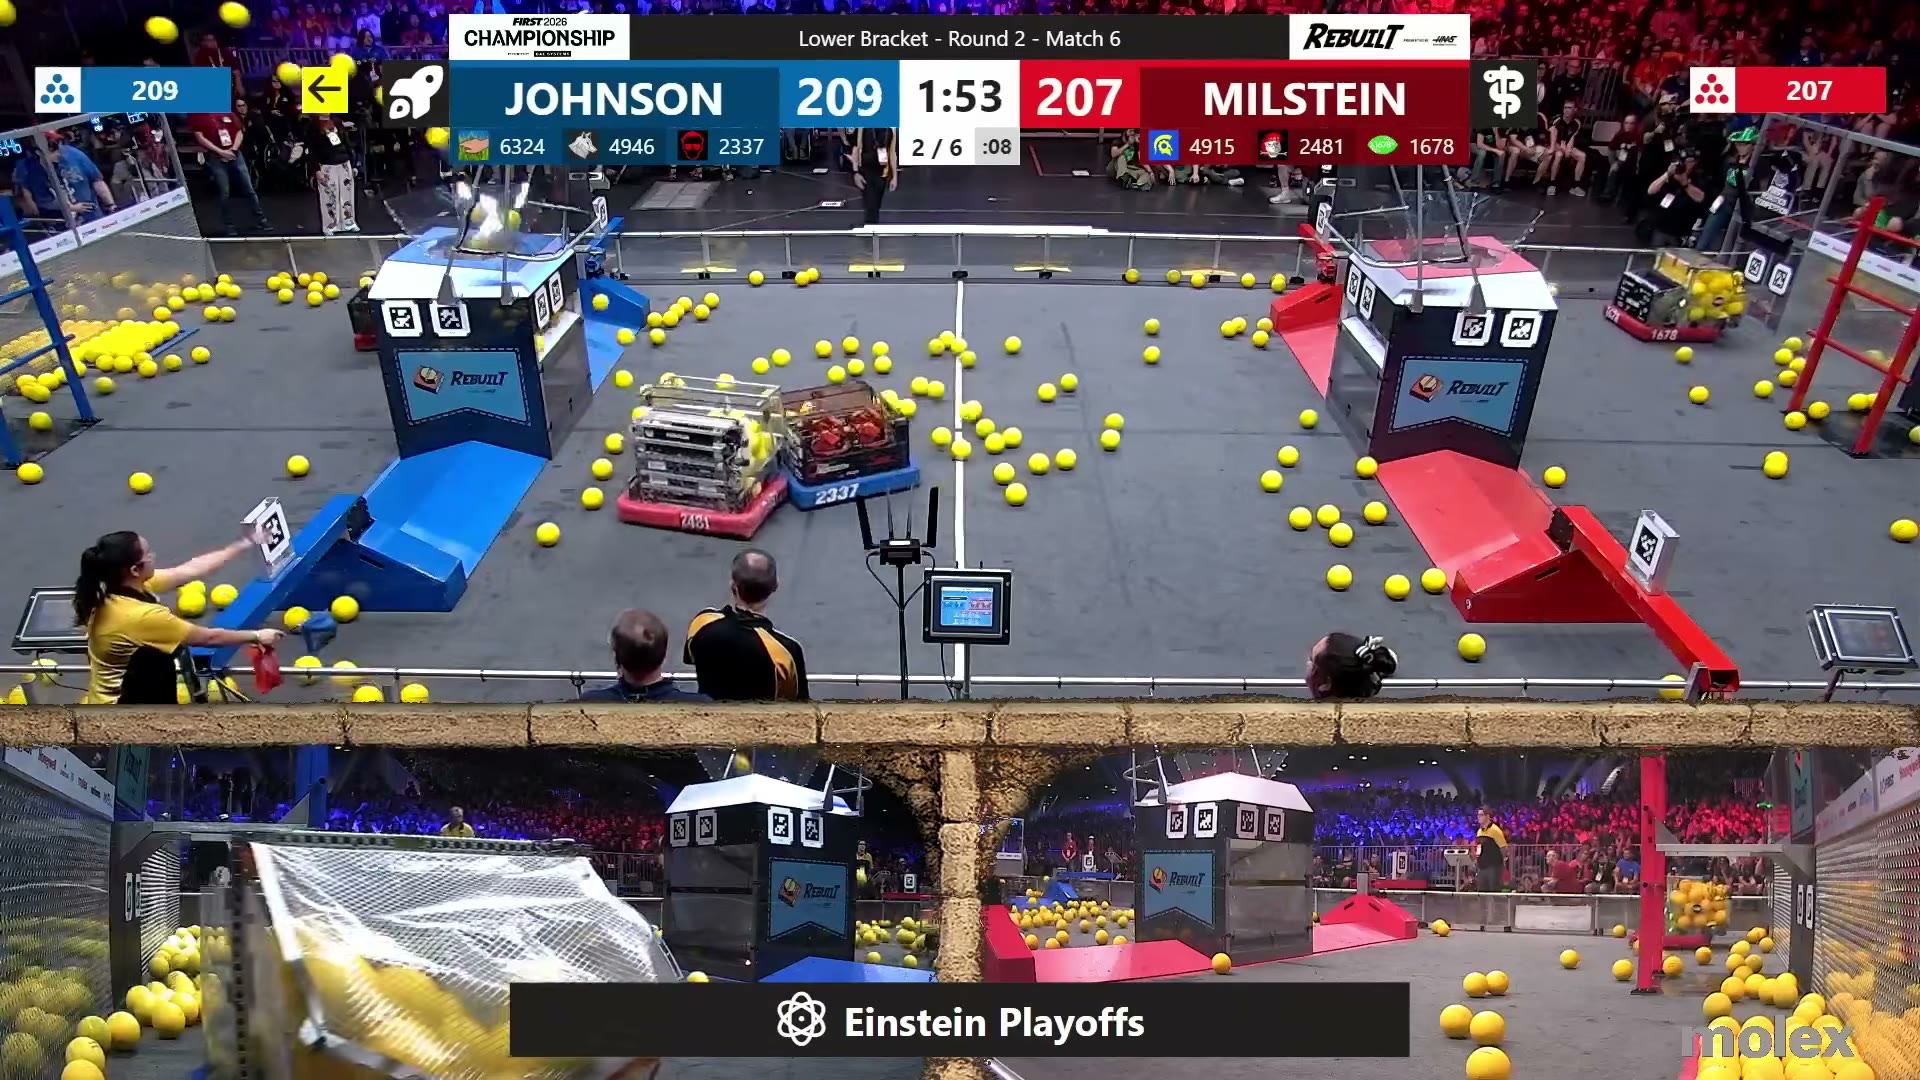 FIRST 2026
CHAMPIONSHIP
Lower Bracket - Round 2 - Match 6
REBUILT
209
JOHNSON
209
1:53
207
MILSTEIN
207
6324
4946
2337
2 / 6
:08
4915
2481
1678
REBUILT
REBUILT
1678
2481
2337
REBUILT
REBUILT
Einstein Playoffs
molex